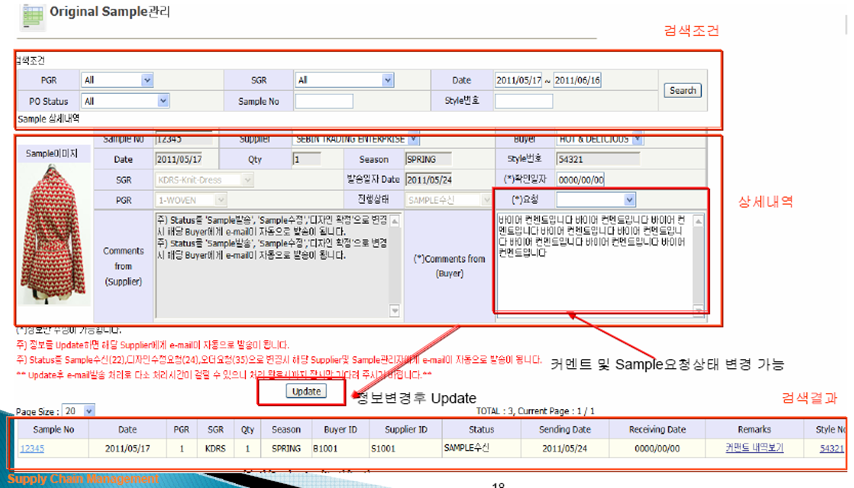 Original Sample관리
검색조건
검색조건
PGR All SGR All Date 2011/05/17 ~ 2011/06/16 Search
PO Status All Sample No Style번호
Sample 상세내역
Sample이미지
Sample No 12345 Supplier SEBIN TRADING ENTERPRISE Buyer HOT & DELICIOUS
Date 2011/05/17 Qty 1 Season SPRING Style번호 54321
SGR KDRS-Knit-Dress 발송일자 Date 2011/05/24 (*)확인일자 0000/00/00
PGR 1-WOVEN 진행상태 SAMPLE수신 (*)요청
상세내역
Comments from (Supplier)
주) Status를 'Sample발송', 'Sample수정','디자인 확정'으로 변경
시 해당 Buyer에게 e-mail이 자동으로 발송이 됩니다.
주) Status를 'Sample발송', 'Sample수정','디자인 확정'으로 변경
시 해당 Buyer에게 e-mail이 자동으로 발송이 됩니다.
(*)Comments from (Buyer)
바이어 컨멘트입니다 바이어 컨멘트입니다 바이어 컨
멘트입니다 바이어 컨멘트입니다 바이어 컨멘트입니
다 바이어 컨멘트입니다 바이어 컨멘트입니다 바이어
컨멘트입니다
(*)정보만 수정이 가능합니다.
주) 정보를 Update하면 해당 Supplier에게 e-mail이 자동으로 발송이 됩니다.
주) Status를 Sample수신(22),디자인수정요청(24),오더요청(35)으로 변경시 해당 Supplier및 Sample관리자에게 e-mail이 자동으로 발송이 됩니다.
** Update후 e-mail발송 처리로 다소 처리시간이 걸릴 수 있으니 처리 기다려 주시기 바랍니다.**
커멘트 및 Sample요청상태 변경 가능
Update
정보변경후 Update
검색결과
Page Size : 20 TOTAL : 3, Current Page : 1 / 1
Sample No Date PGR SGR Qty Season Buyer ID Supplier ID Status Sending Date Receiving Date Remarks Style No
12345 2011/05/17 1 KDRS 1 SPRING B1001 S1001 SAMPLE수신 2011/05/24 0000/00/00 커맨트 내역보기 54321
Supply Chain Management
18